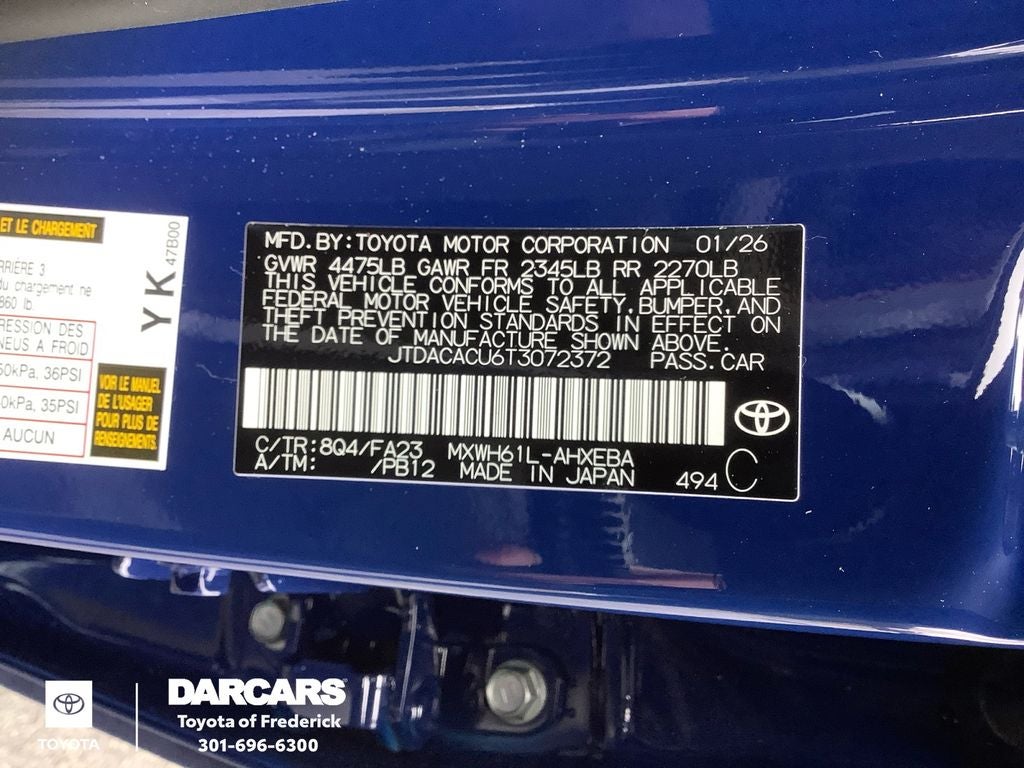 ET LE CHARGEMENT
RRIÈRE 3
du chargement ne
860 lb.
RESSION DES
NEUS À FROID
50kPa, 36PSI
40kPa, 35PSI
AUCUN
VOIR LE MANUEL
DE L'USAGER
POUR PLUS DE
RENSEIGNEMENTS.
YK
47B00
MFD. BY: TOYOTA MOTOR CORPORATION 01/26
GVWR 4475LB GAWR FR 2345LB RR 2270LB
THIS VEHICLE CONFORMS TO ALL APPLICABLE
FEDERAL MOTOR VEHICLE SAFETY, BUMPER, AND
THEFT PREVENTION STANDARDS IN EFFECT ON
THE DATE OF MANUFACTURE SHOWN ABOVE.
JTDACACU6T3072372 PASS. CAR
C/TR: 8Q4/FA23 MXWH61L-AHXEBA
A/TM: /PB12 MADE IN JAPAN 494 C
TOYOTA
DARCARS
Toyota of Frederick
301-696-6300